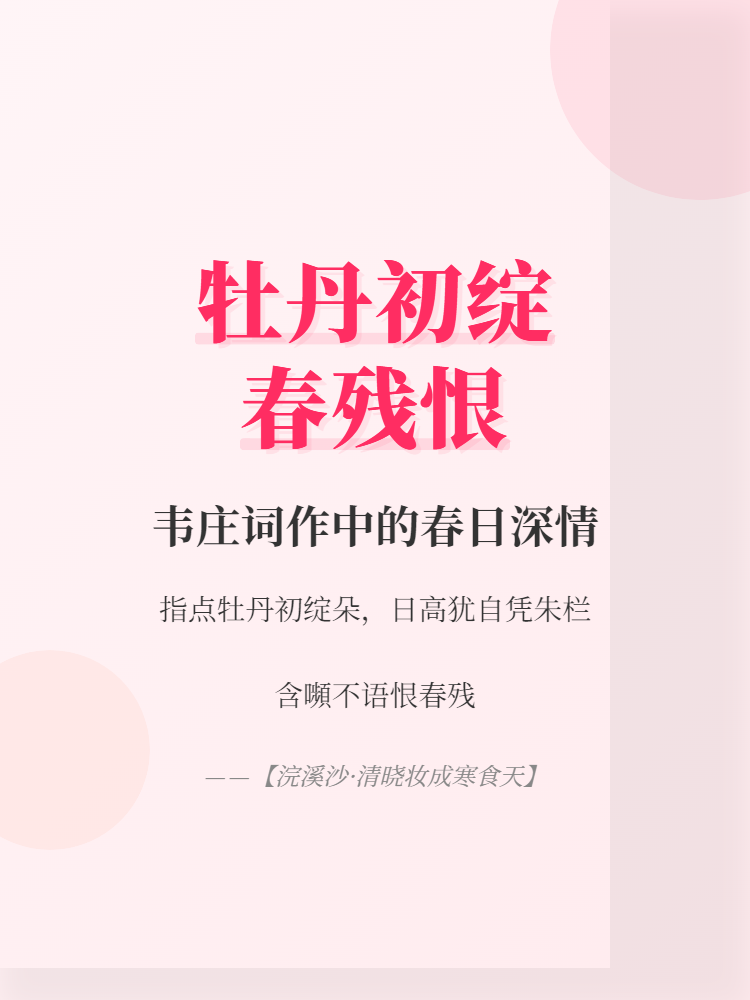 牡丹初绽
春残恨
韦庄词作中的春日深情
指点牡丹初绽朵，日高犹自凭朱栏
含嚬不语恨春残
——【浣溪沙·清晓妆成寒食天】